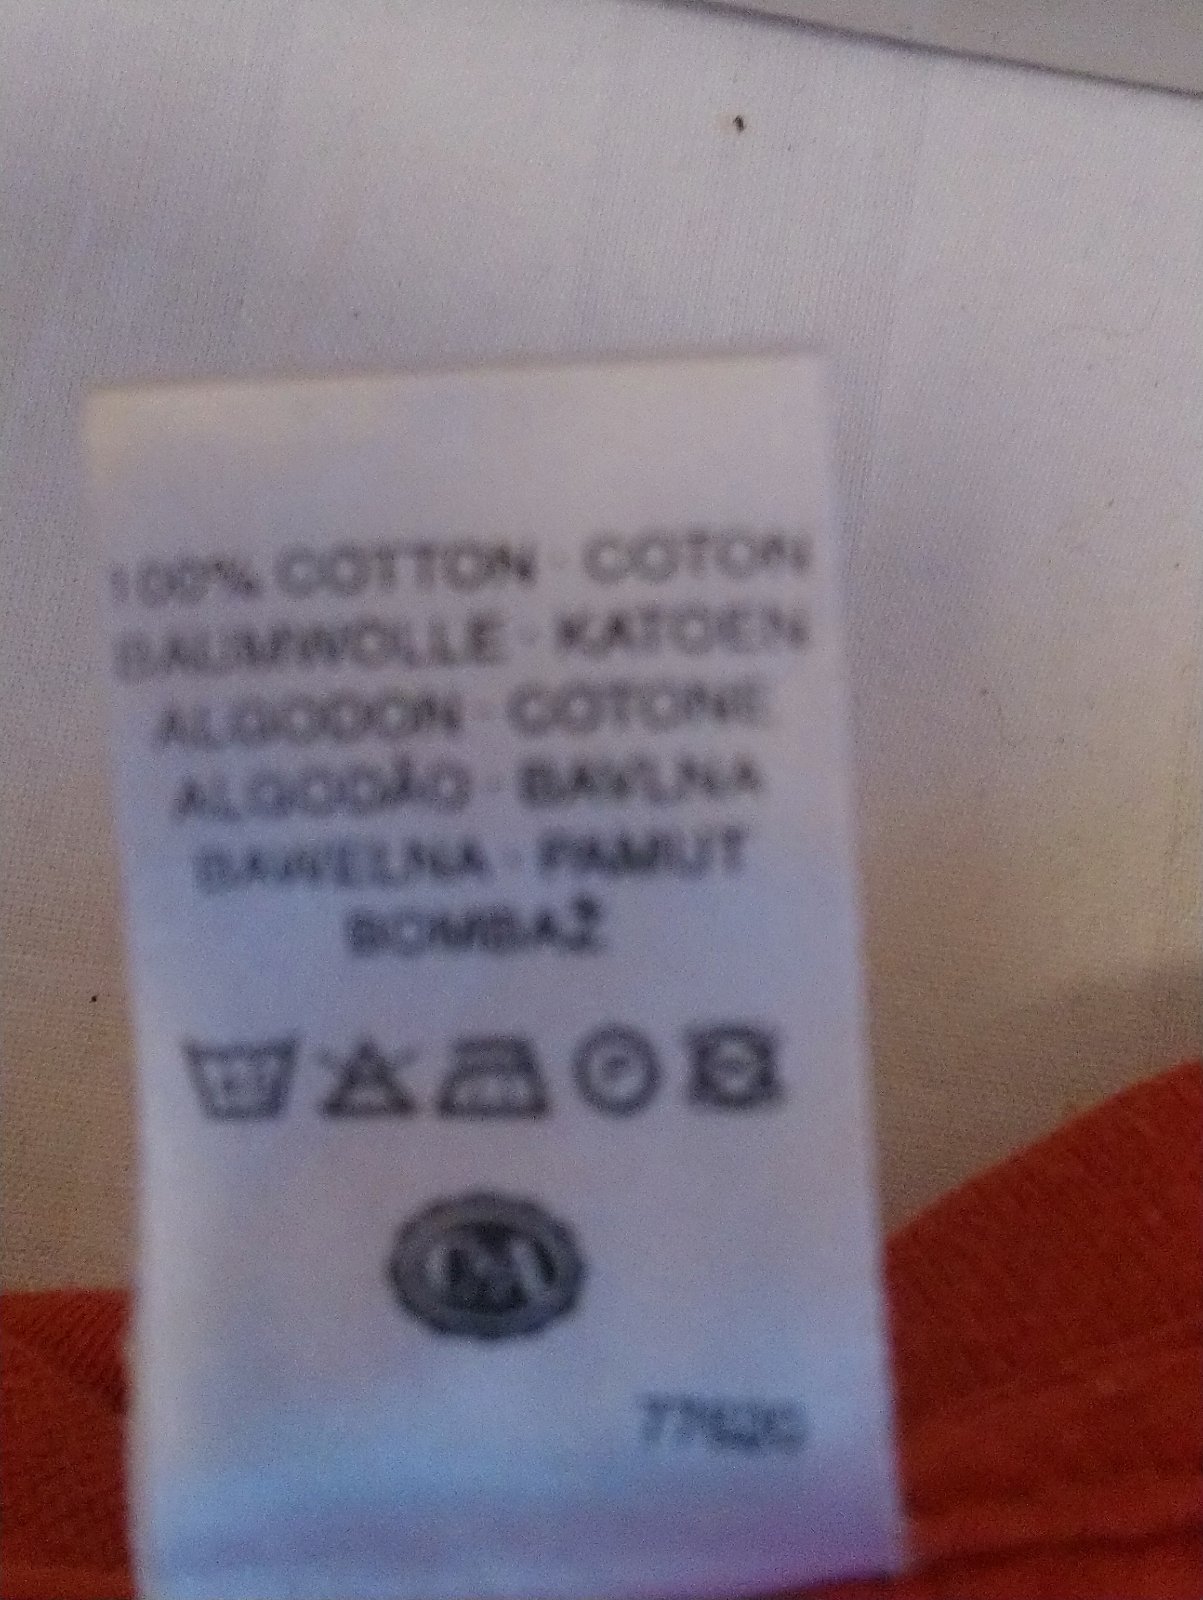 100% COTTON · COTON
BAUMWOLLE · KATOEN
ALGODON · COTONE
ALGODÃO · BAVLNA
BAWEŁNA · PAMUT
BOMBAŽ
M